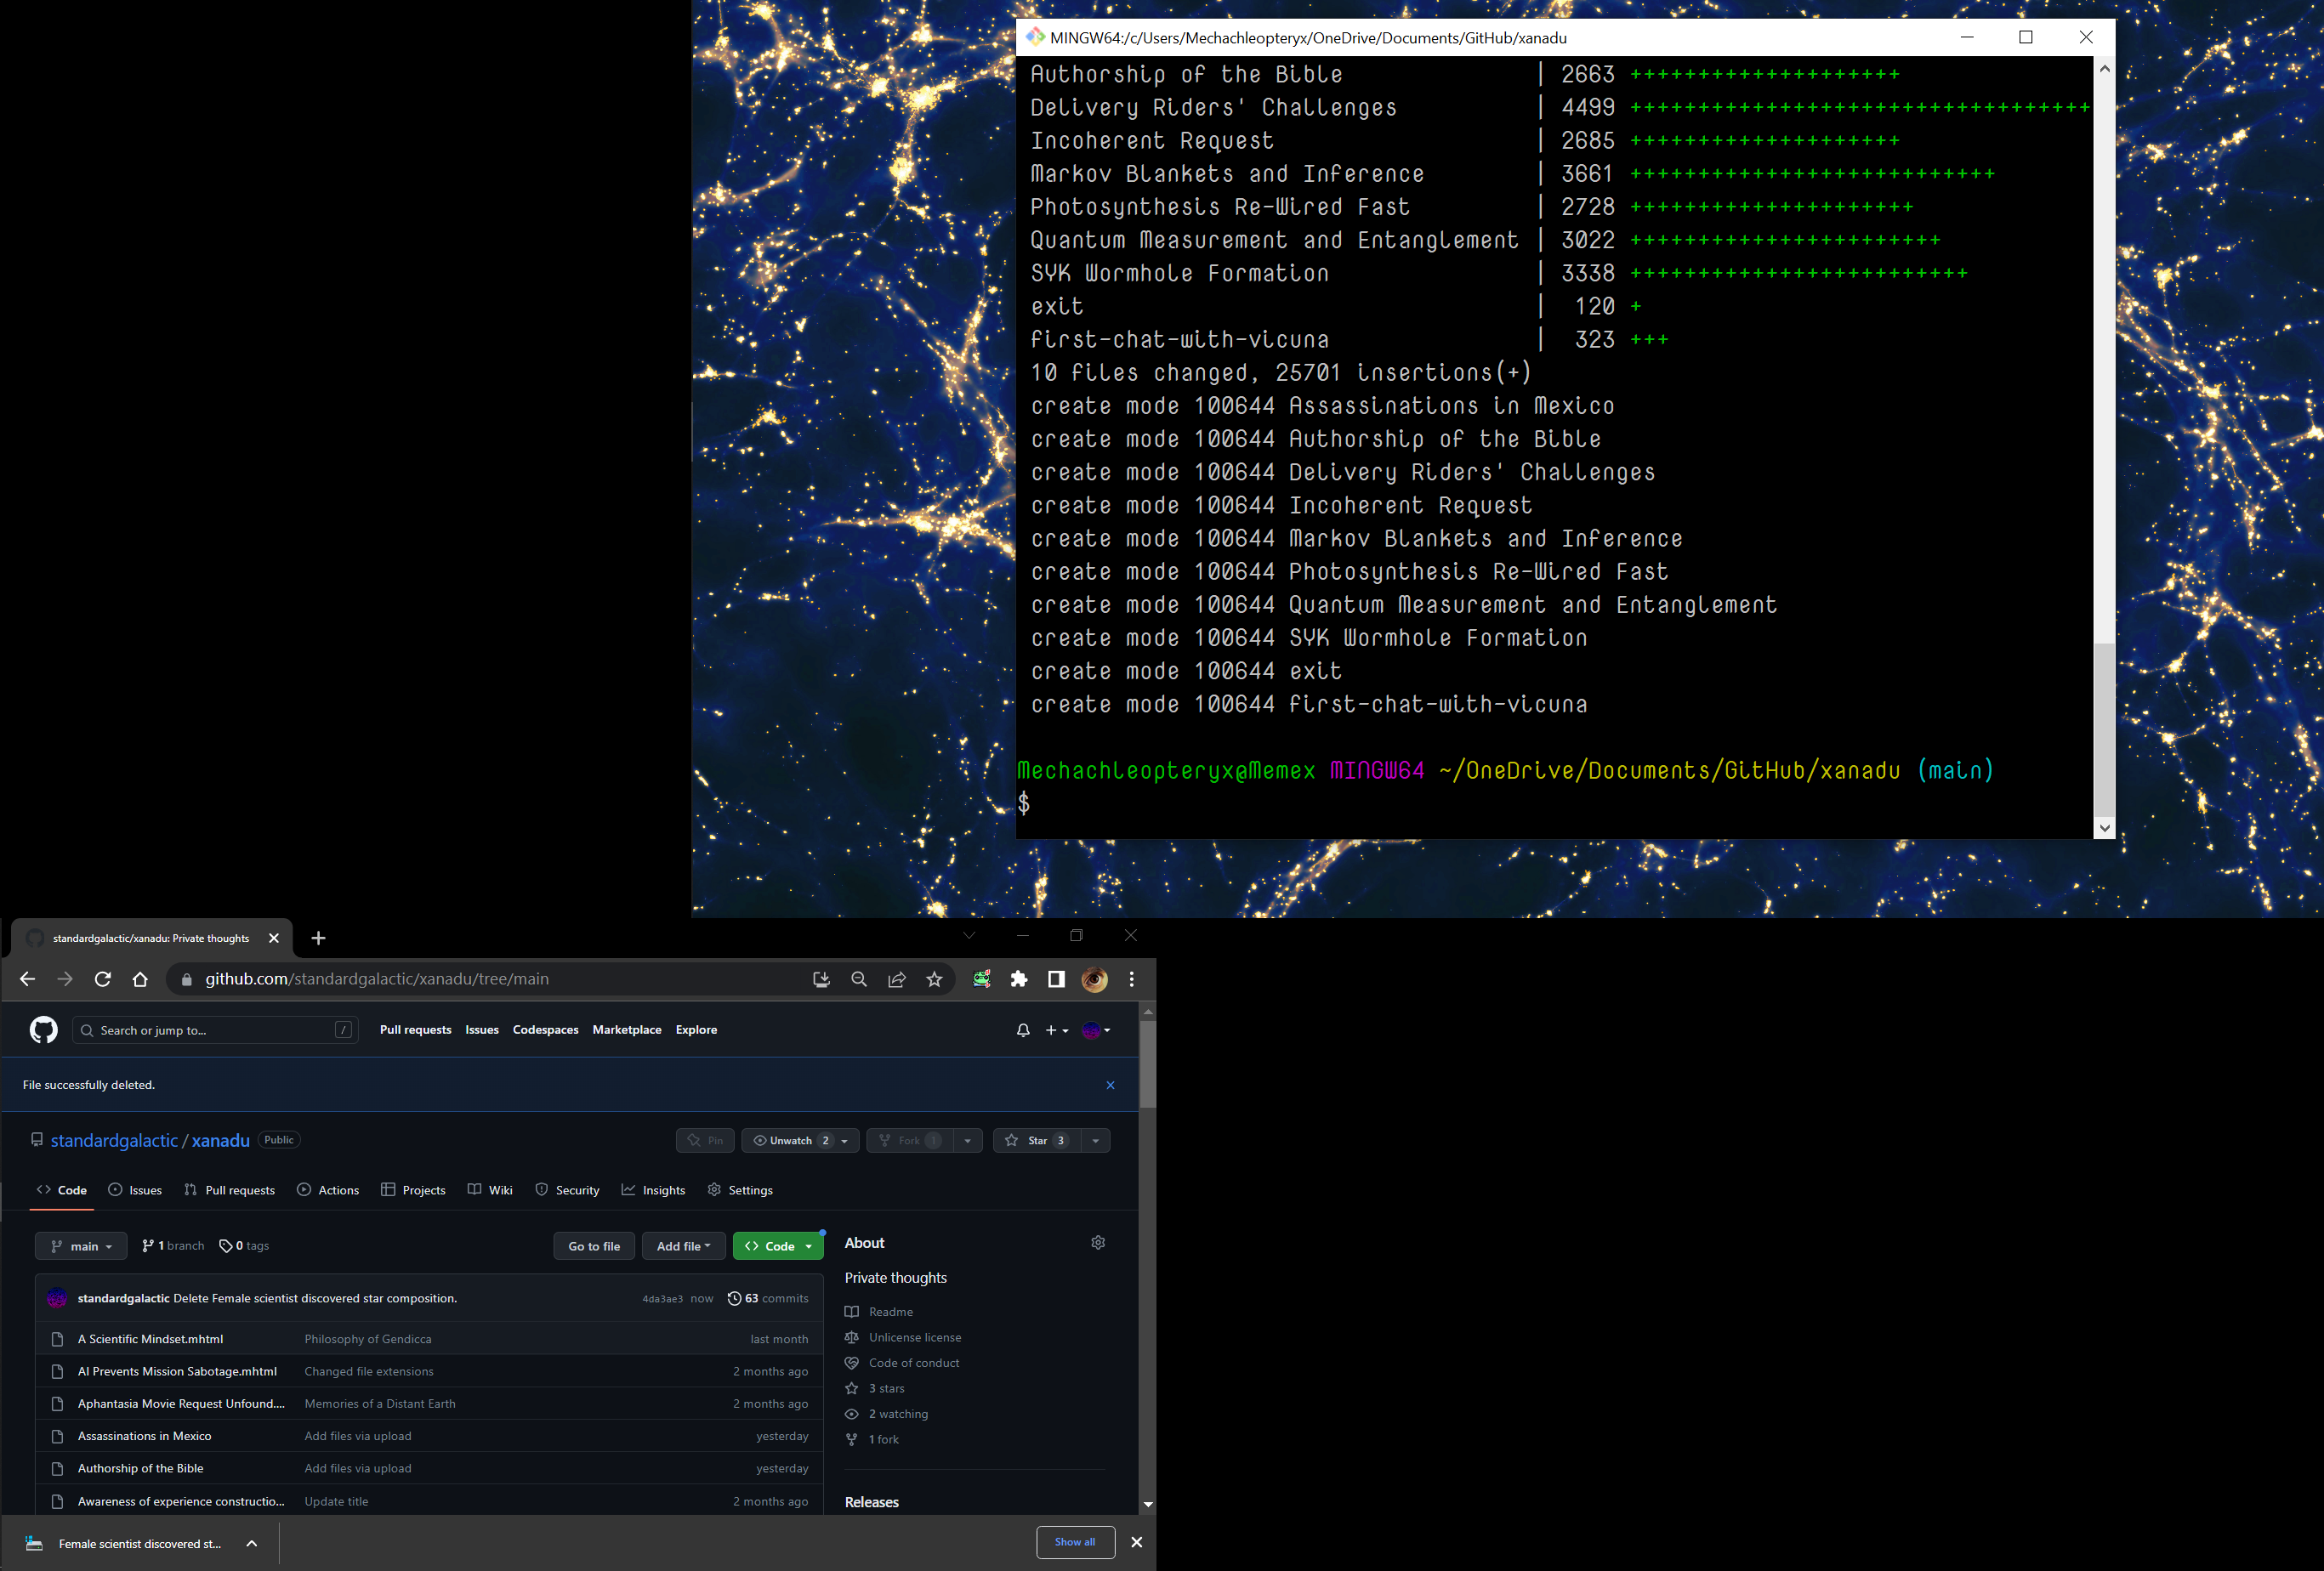 MINGW64:/c/Users/Mechachleopteryx/OneDrive/Documents/GitHub/xanadu
Authorship of the Bible | 2663 ++++++++++++++++++++
Delivery Riders' Challenges | 4499 ++++++++++++++++++++++++++++++++++
Incoherent Request | 2685 ++++++++++++++++++++
Markov Blankets and Inference | 3661 +++++++++++++++++++++++++++
Photosynthesis Re-Wired Fast | 2728 +++++++++++++++++++++
Quantum Measurement and Entanglement | 3022 +++++++++++++++++++++++
SYK Wormhole Formation | 3338 +++++++++++++++++++++++++
exit | 120 +
first-chat-with-vicuna | 323 +++
10 files changed, 25701 insertions(+)
create mode 100644 Assassinations in Mexico
create mode 100644 Authorship of the Bible
create mode 100644 Delivery Riders' Challenges
create mode 100644 Incoherent Request
create mode 100644 Markov Blankets and Inference
create mode 100644 Photosynthesis Re-Wired Fast
create mode 100644 Quantum Measurement and Entanglement
create mode 100644 SYK Wormhole Formation
create mode 100644 exit
create mode 100644 first-chat-with-vicuna
Mechachleopteryx@Memex MINGW64 ~/OneDrive/Documents/GitHub/xanadu (main)
$
standardgalactic/xanadu: Private thoughts
github.com/standardgalactic/xanadu/tree/main
Search or jump to... / Pull requests Issues Codespaces Marketplace Explore
File successfully deleted.
standardgalactic / xanadu Public Pin Unwatch 2 Fork 1 Star 3
Code Issues Pull requests Actions Projects Wiki Security Insights Settings
main 1 branch 0 tags Go to file Add file Code
standardgalactic Delete Female scientist discovered star composition. 4da3ae3 now 63 commits
A Scientific Mindset.mhtml Philosophy of Gendicca last month
AI Prevents Mission Sabotage.mhtml Changed file extensions 2 months ago
Aphantasia Movie Request Unfound.... Memories of a Distant Earth 2 months ago
Assassinations in Mexico Add files via upload yesterday
Authorship of the Bible Add files via upload yesterday
Awareness of experience constructio... Update title 2 months ago
About
Private thoughts
Readme
Unlicense license
Code of conduct
3 stars
2 watching
1 fork
Releases
Female scientist discovered st... Show all